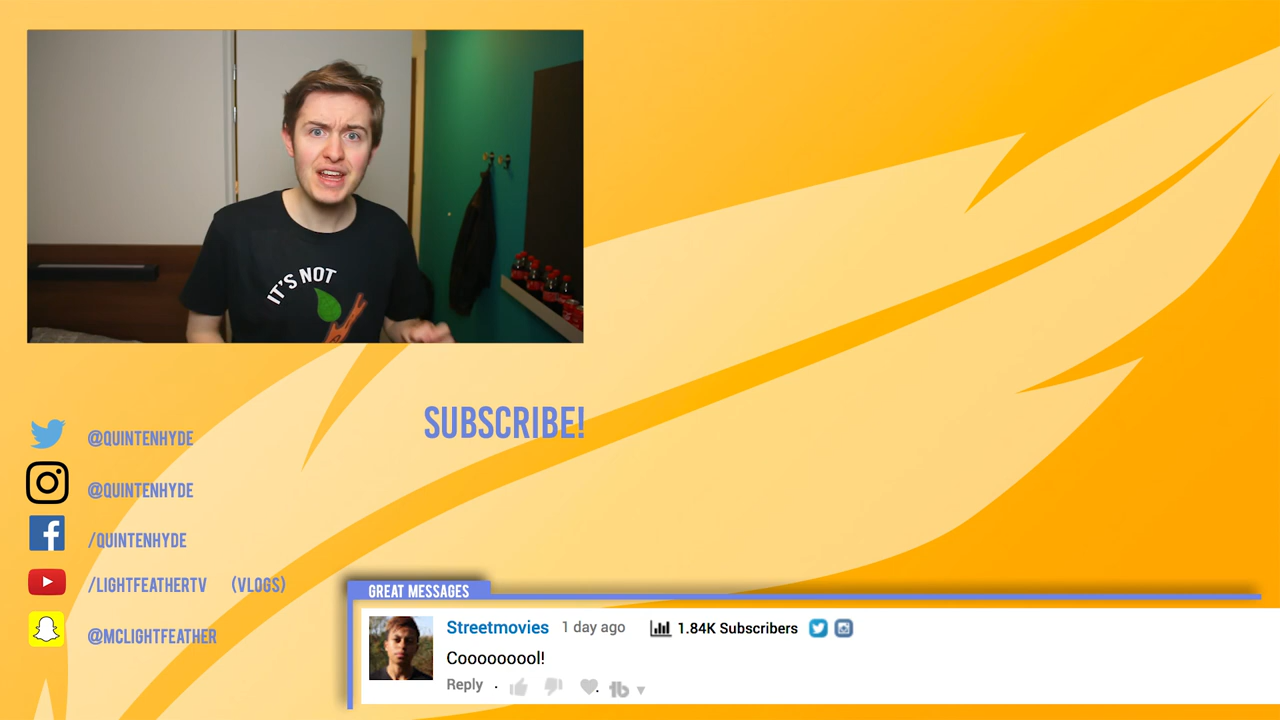 IT'S NOT
SUBSCRIBE!
@QUINTENHYDE
@QUINTENHYDE
/QUINTENHYDE
/LIGHTFEATHERTV (VLOGS)
@MCLIGHTFEATHER
GREAT MESSAGES
Streetmovies 1 day ago 1.84K Subscribers
Cooooooool!
Reply